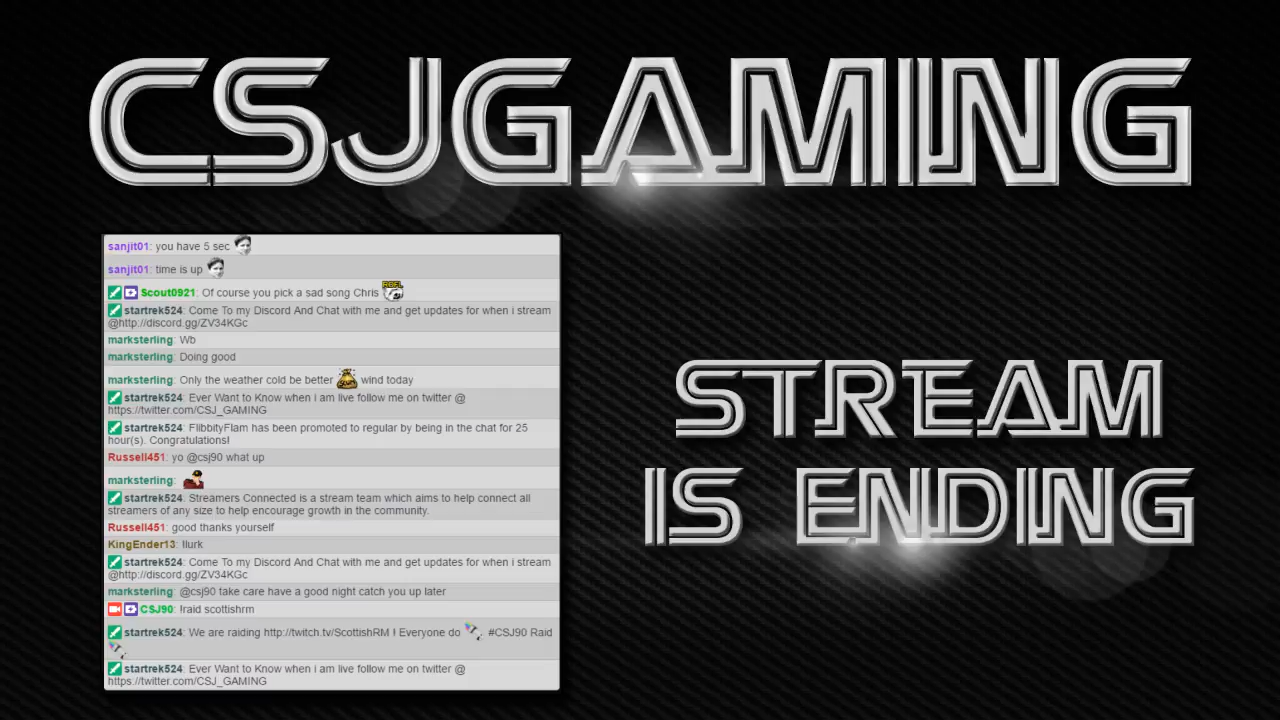 CSJGAMING
sanjit01: you have 5 sec
sanjit01: time is up
Scout0921: Of course you pick a sad song Chris ROFL
startrek524: Come To my Discord And Chat with me and get updates for when i stream
@http://discord.gg/ZV34KGc
marksterling: Wb
marksterling: Doing good
marksterling: Only the weather cold be better wind today
startrek524: Ever Want to Know when i am live follow me on twitter @
https://twitter.com/CSJ_GAMING
startrek524: FlibbityFlam has been promoted to regular by being in the chat for 25
hour(s). Congratulations!
Russell451: yo @csj90 what up
marksterling:
startrek524: Streamers Connected is a stream team which aims to help connect all
streamers of any size to help encourage growth in the community.
Russell451: good thanks yourself
KingEnder13: !lurk
startrek524: Come To my Discord And Chat with me and get updates for when i stream
@http://discord.gg/ZV34KGc
marksterling: @csj90 take care have a good night catch you up later
CSJ90: !raid scottishrm
startrek524: We are raiding http://twitch.tv/ScottishRM ! Everyone do #CSJ90 Raid
startrek524: Ever Want to Know when i am live follow me on twitter @
https://twitter.com/CSJ_GAMING
STREAM
IS ENDING